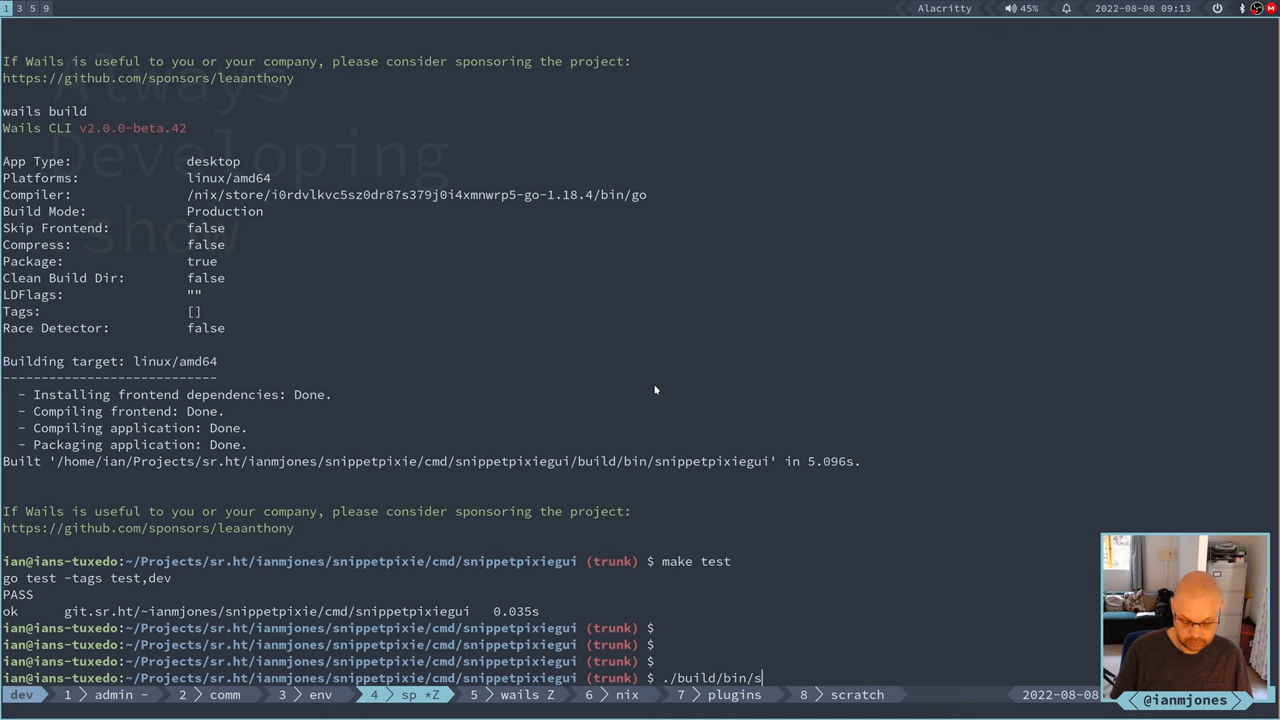 1 3 5 9
Alacritty
45%
2022-08-08 09:13
If Wails is useful to you or your company, please consider sponsoring the project:
https://github.com/sponsors/leaanthony
Always
Developing
show
wails build
Wails CLI v2.0.0-beta.42
App Type: desktop
Platforms: linux/amd64
Compiler: /nix/store/i0rdvlkvc5sz0dr87s379j0i4xmnwrp5-go-1.18.4/bin/go
Build Mode: Production
Skip Frontend: false
Compress: false
Package: true
Clean Build Dir: false
LDFlags: ""
Tags: []
Race Detector: false
Building target: linux/amd64
----------------------------
- Installing frontend dependencies: Done.
- Compiling frontend: Done.
- Compiling application: Done.
- Packaging application: Done.
Built '/home/ian/Projects/sr.ht/ianmjones/snippetpixie/cmd/snippetpixiegui/build/bin/snippetpixiegui' in 5.096s.
If Wails is useful to you or your company, please consider sponsoring the project:
https://github.com/sponsors/leaanthony
ian@ians-tuxedo:~/Projects/sr.ht/ianmjones/snippetpixie/cmd/snippetpixiegui (trunk) $ make test
go test -tags test,dev
PASS
ok git.sr.ht/~ianmjones/snippetpixie/cmd/snippetpixiegui 0.035s
ian@ians-tuxedo:~/Projects/sr.ht/ianmjones/snippetpixie/cmd/snippetpixiegui (trunk) $
ian@ians-tuxedo:~/Projects/sr.ht/ianmjones/snippetpixie/cmd/snippetpixiegui (trunk) $
ian@ians-tuxedo:~/Projects/sr.ht/ianmjones/snippetpixie/cmd/snippetpixiegui (trunk) $
ian@ians-tuxedo:~/Projects/sr.ht/ianmjones/snippetpixie/cmd/snippetpixiegui (trunk) $ ./build/bin/s
dev 1 admin - 2 comm 3 env 4 sp *Z 5 wails Z 6 nix 7 plugins 8 scratch 2022-08-08
@ianmjones